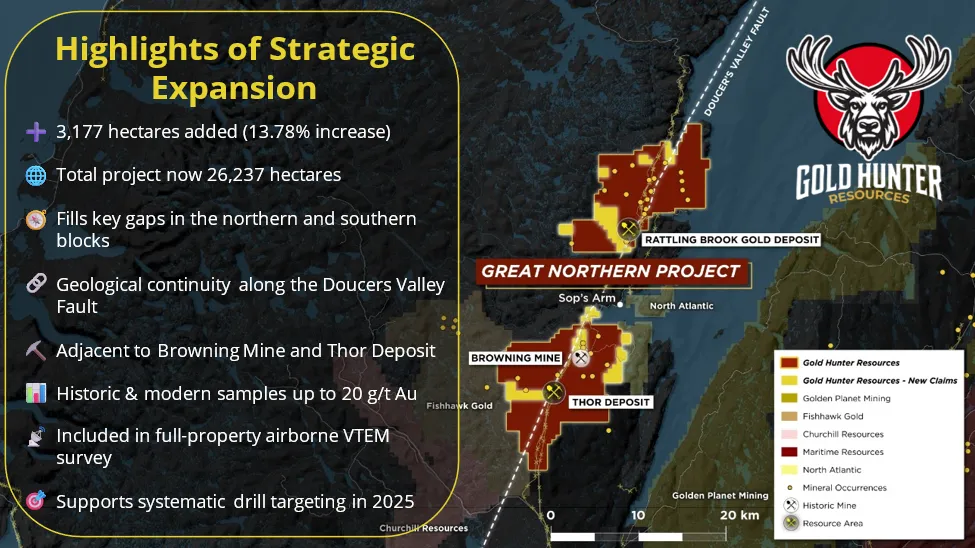 Highlights of Strategic
Expansion
3,177 hectares added (13.78% increase)
Total project now 26,237 hectares
Fills key gaps in the northern and southern
blocks
Geological continuity along the Doucers Valley
Fault
Adjacent to Browning Mine and Thor Deposit
Historic & modern samples up to 20 g/t Au
Included in full-property airborne VTEM
survey
Supports systematic drill targeting in 2025
DOUCER'S VALLEY FAULT
GOLD HUNTER
RESOURCES
RATTLING BROOK GOLD DEPOSIT
GREAT NORTHERN PROJECT
Sop's Arm
North Atlantic
BROWNING MINE
THOR DEPOSIT
Fishhawk Gold
Golden Planet Mining
Churchill Resources
0 10 20 km
Gold Hunter Resources
Gold Hunter Resources - New Claims
Golden Planet Mining
Fishhawk Gold
Churchill Resources
Maritime Resources
North Atlantic
Mineral Occurrences
Historic Mine
Resource Area